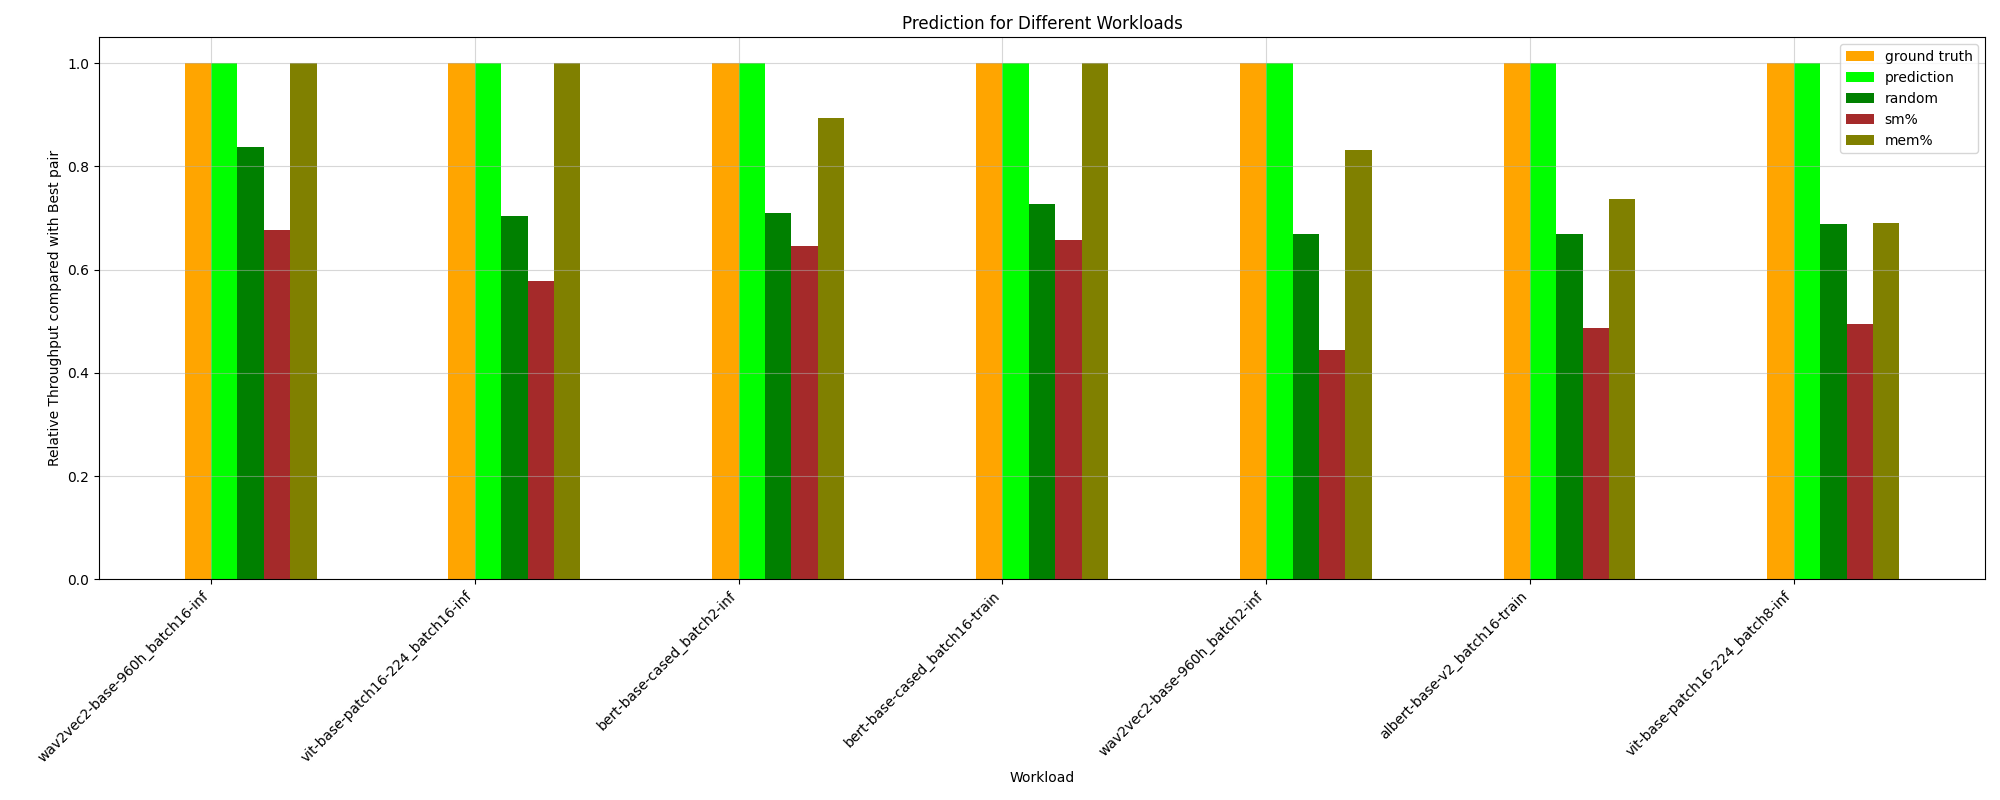 Prediction for Different Workloads
Relative Throughput compared with Best pair
1.0
0.8
0.6
0.4
0.2
0.0
ground truth
prediction
random
sm%
mem%
wav2vec2-base-960h_batch16-inf
vit-base-patch16-224_batch16-inf
bert-base-cased_batch2-inf
bert-base-cased_batch16-train
wav2vec2-base-960h_batch2-inf
albert-base-v2_batch16-train
vit-base-patch16-224_batch8-inf
Workload